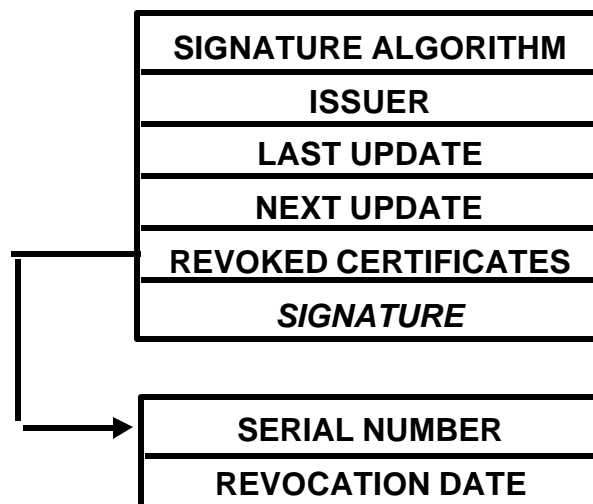 SIGNATURE ALGORITHM
ISSUER
LAST UPDATE
NEXT UPDATE
REVOKED CERTIFICATES
SIGNATURE
SERIAL NUMBER
REVOCATION DATE